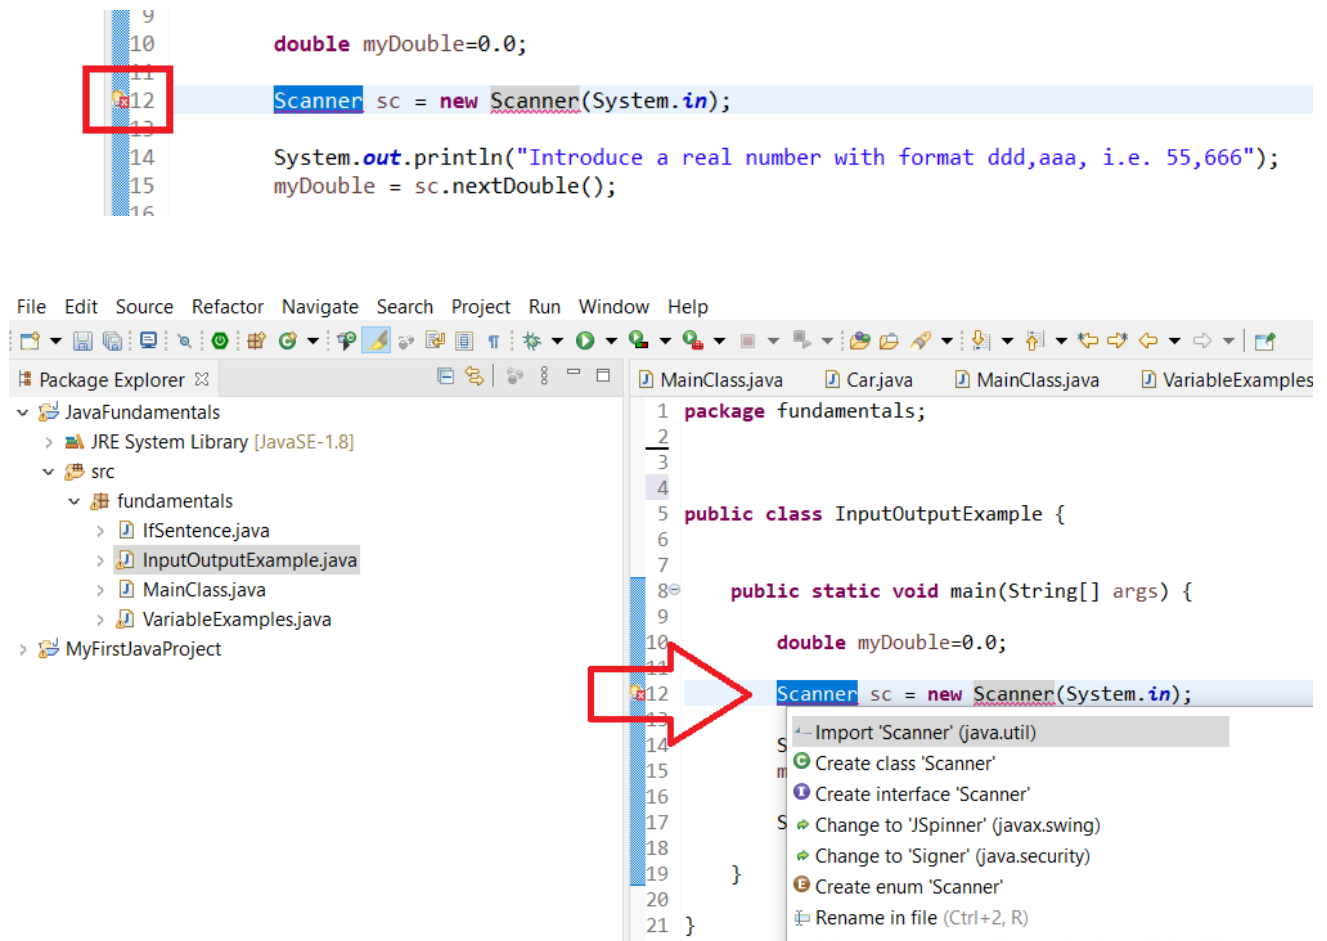 9
10 double myDouble=0.0;
11
12 Scanner sc = new Scanner(System.in);
13
14 System.out.println("Introduce a real number with format ddd,aaa, i.e. 55,666");
15 myDouble = sc.nextDouble();
16
File Edit Source Refactor Navigate Search Project Run Window Help
Package Explorer
MainClass.java Car.java MainClass.java VariableExamples
JavaFundamentals
JRE System Library [JavaSE-1.8]
src
fundamentals
IfSentence.java
InputOutputExample.java
MainClass.java
VariableExamples.java
MyFirstJavaProject
1 package fundamentals;
2
3
4
5 public class InputOutputExample {
6
7
8 public static void main(String[] args) {
9
10 double myDouble=0.0;
11
12 Scanner sc = new Scanner(System.in);
13
14 S
15 m
16
17 S
18
19 }
20
21 }
Import 'Scanner' (java.util)
Create class 'Scanner'
Create interface 'Scanner'
Change to 'JSpinner' (javax.swing)
Change to 'Signer' (java.security)
Create enum 'Scanner'
Rename in file (Ctrl+2, R)